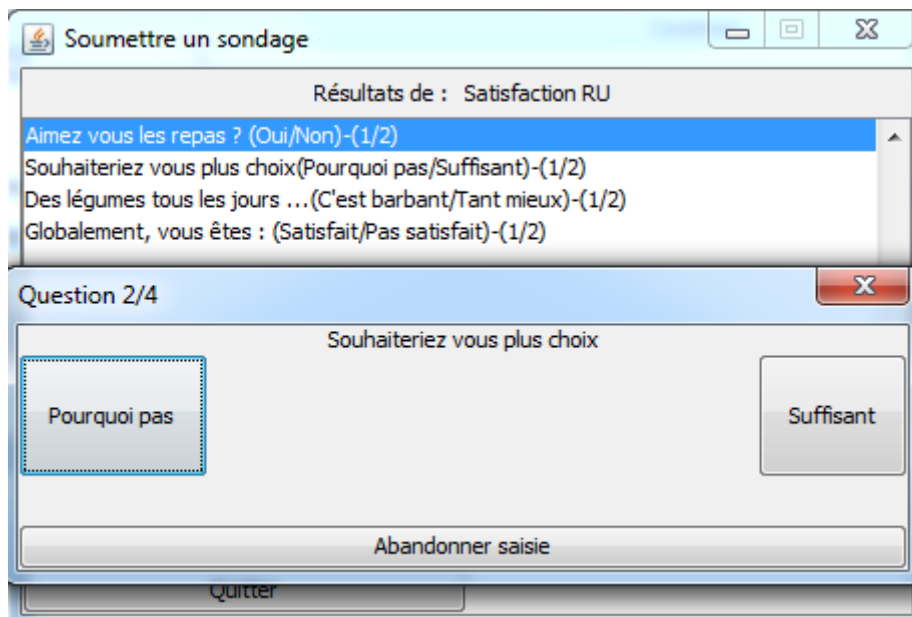 Soumettre un sondage
Résultats de : Satisfaction RU
Aimez vous les repas ? (Oui/Non)-(1/2)
Souhaiteriez vous plus choix(Pourquoi pas/Suffisant)-(1/2)
Des légumes tous les jours ...(C'est barbant/Tant mieux)-(1/2)
Globalement, vous êtes : (Satisfait/Pas satisfait)-(1/2)
Question 2/4
Souhaiteriez vous plus choix
Pourquoi pas
Suffisant
Abandonner saisie
Quitter